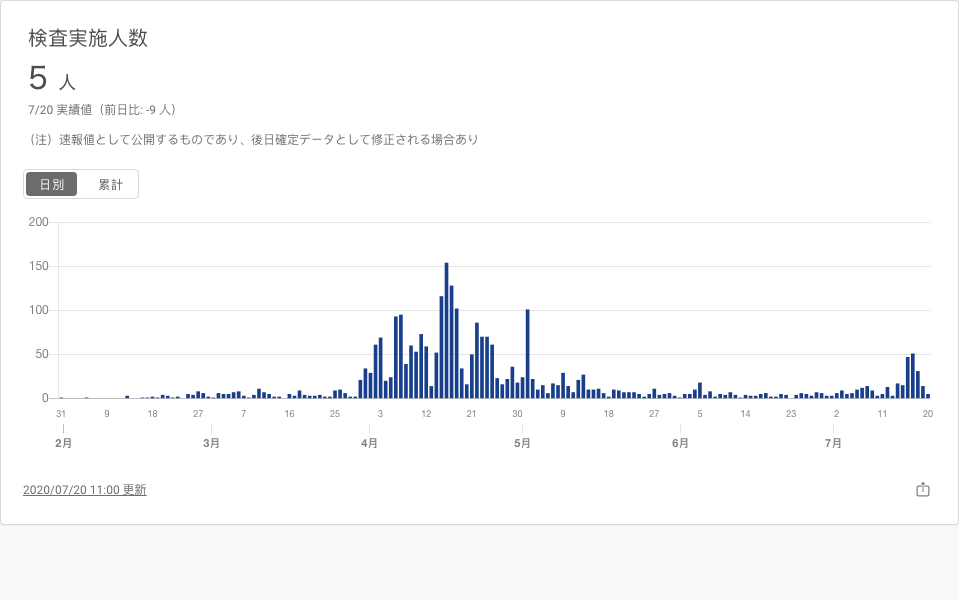 検査実施人数
5 人
7/20 実績値（前日比: -9 人）
（注）速報値として公開するものであり、後日確定データとして修正される場合あり
日別 累計
200
150
100
50
0
31 9 18 27 7 16 25 3 12 21 30 9 18 27 5 14 23 2 11 20
2月 3月 4月 5月 6月 7月
2020/07/20 11:00 更新